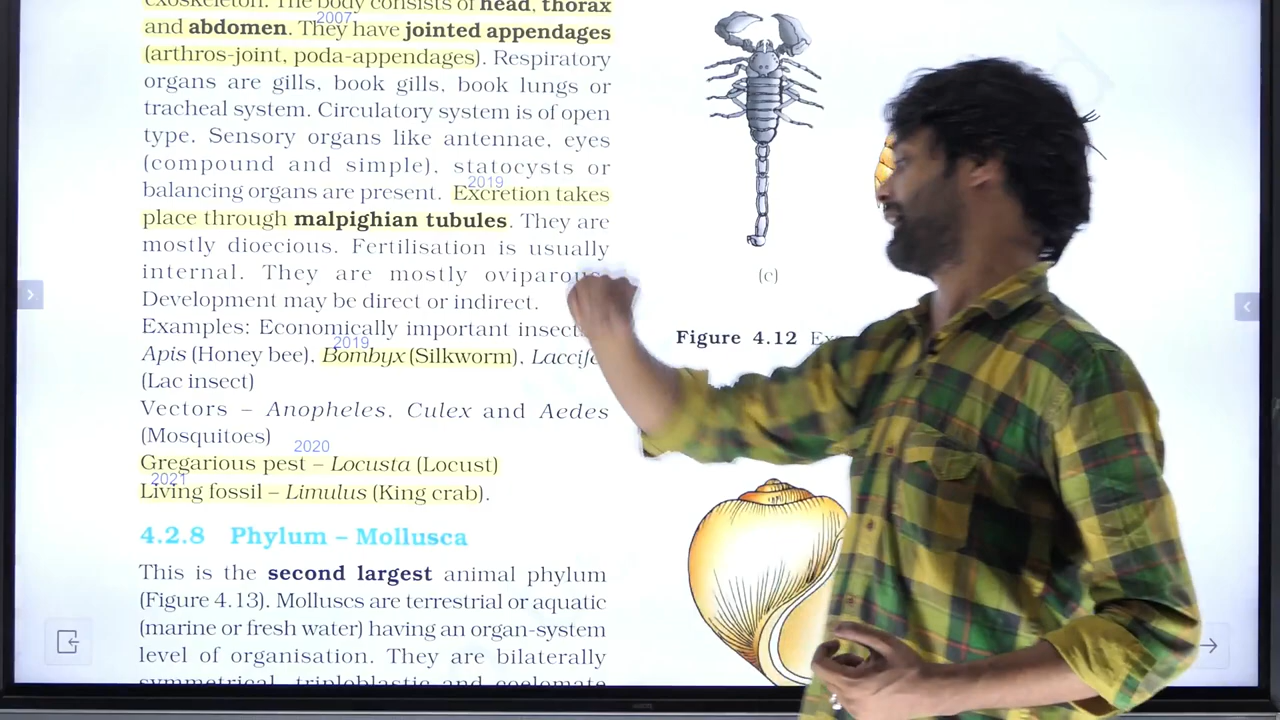 exoskeleton. The body consists of head, thorax
2007
and abdomen. They have jointed appendages
(arthros-joint, poda-appendages). Respiratory
organs are gills, book gills, book lungs or
tracheal system. Circulatory system is of open
type. Sensory organs like antennae, eyes
(compound and simple), statocysts or
2019
balancing organs are present. Excretion takes
place through malpighian tubules. They are
mostly dioecious. Fertilisation is usually
internal. They are mostly oviparous.
Development may be direct or indirect.
Examples: Economically important insects
2019
Apis (Honey bee), Bombyx (Silkworm), Laccife
(Lac insect)
Vectors – Anopheles, Culex and Aedes
(Mosquitoes)
2020
Gregarious pest – Locusta (Locust)
2021
Living fossil – Limulus (King crab).
4.2.8 Phylum – Mollusca
This is the second largest animal phylum
(Figure 4.13). Molluscs are terrestrial or aquatic
(marine or fresh water) having an organ-system
level of organisation. They are bilaterally
symmetrical, triploblastic and coelomate
(c)
Figure 4.12 Ex